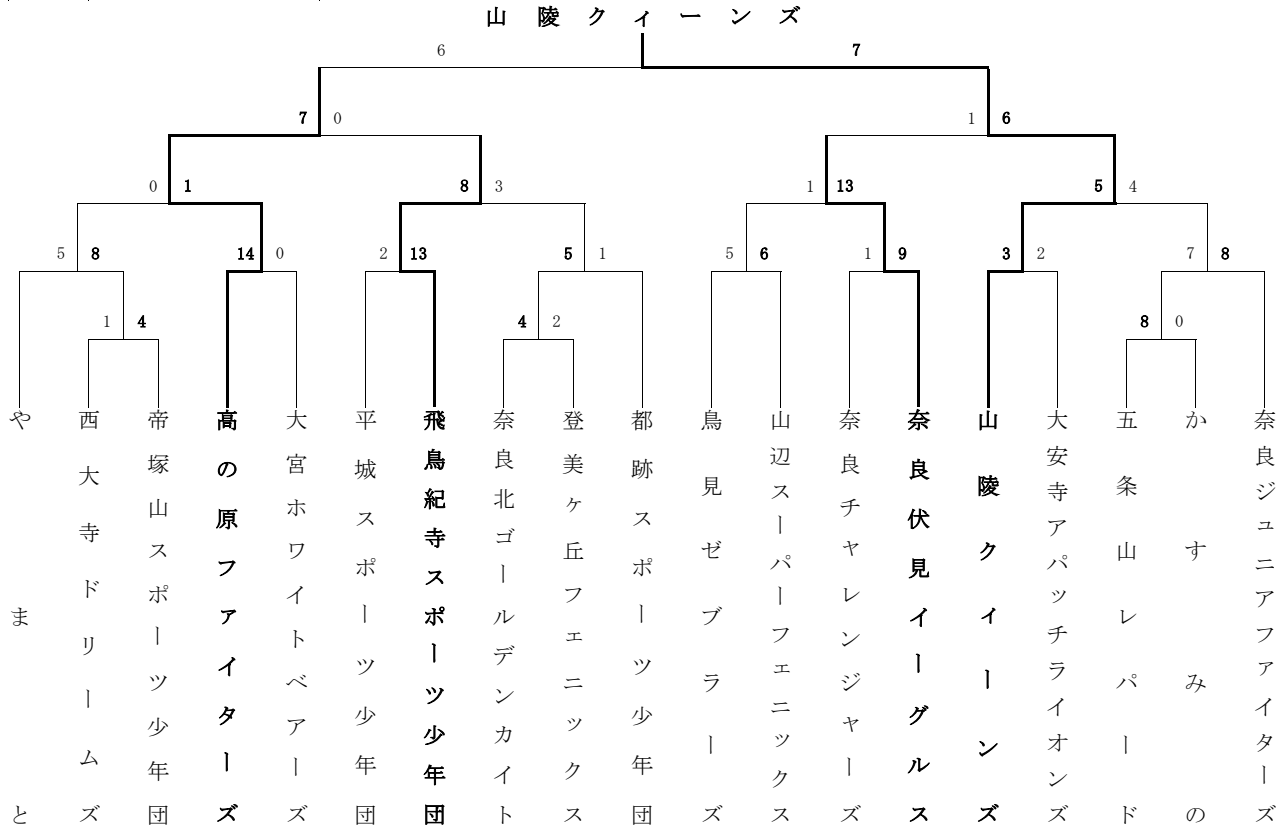 山陵クィーンズ
6 7
7 0 1 6
0 1 8 3 1 13 5 4
5 8 14 0 2 13 5 1 5 6 1 9 3 2 7 8
1 4 4 2 8 0
やまと
西大寺ドリームズ
帝塚山スポーツ少年団
高の原ファイターズ
大宮ホワイトベアーズ
平城スポーツ少年団
飛鳥紀寺スポーツ少年団
奈良北ゴールデンカイト
登美ヶ丘フェニックス
都跡スポーツ少年団
鳥見ゼブラーズ
山辺スーパーフェニックス
奈良チャレンジャーズ
奈良伏見イーグルス
山陵クィーンズ
大安寺アパッチライオンズ
五条山レパード
かすみの
奈良ジュニアファイターズ